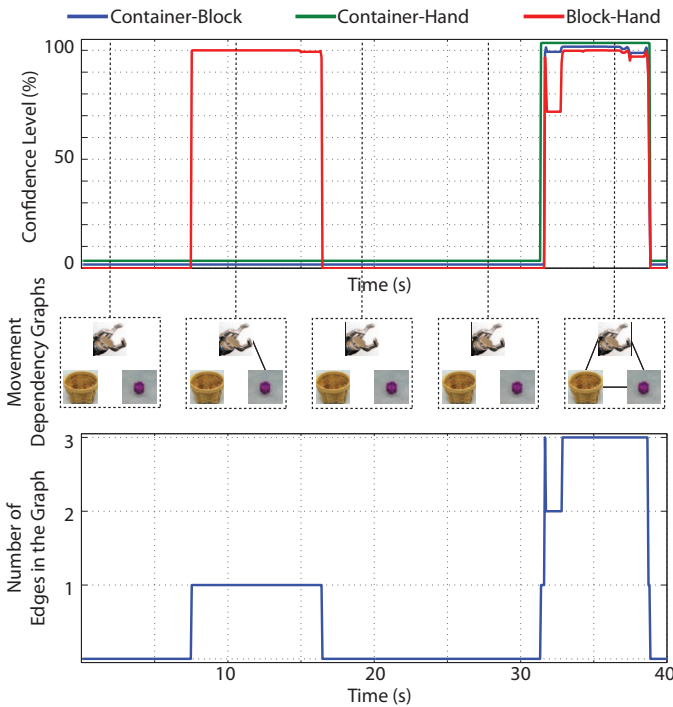 Container-Block Container-Hand Block-Hand
Confidence Level (%)
100
50
0
Time (s)
Movement
Dependency Graphs
Number of
Edges in the Graph
3
2
1
10 20 30 40
Time (s)